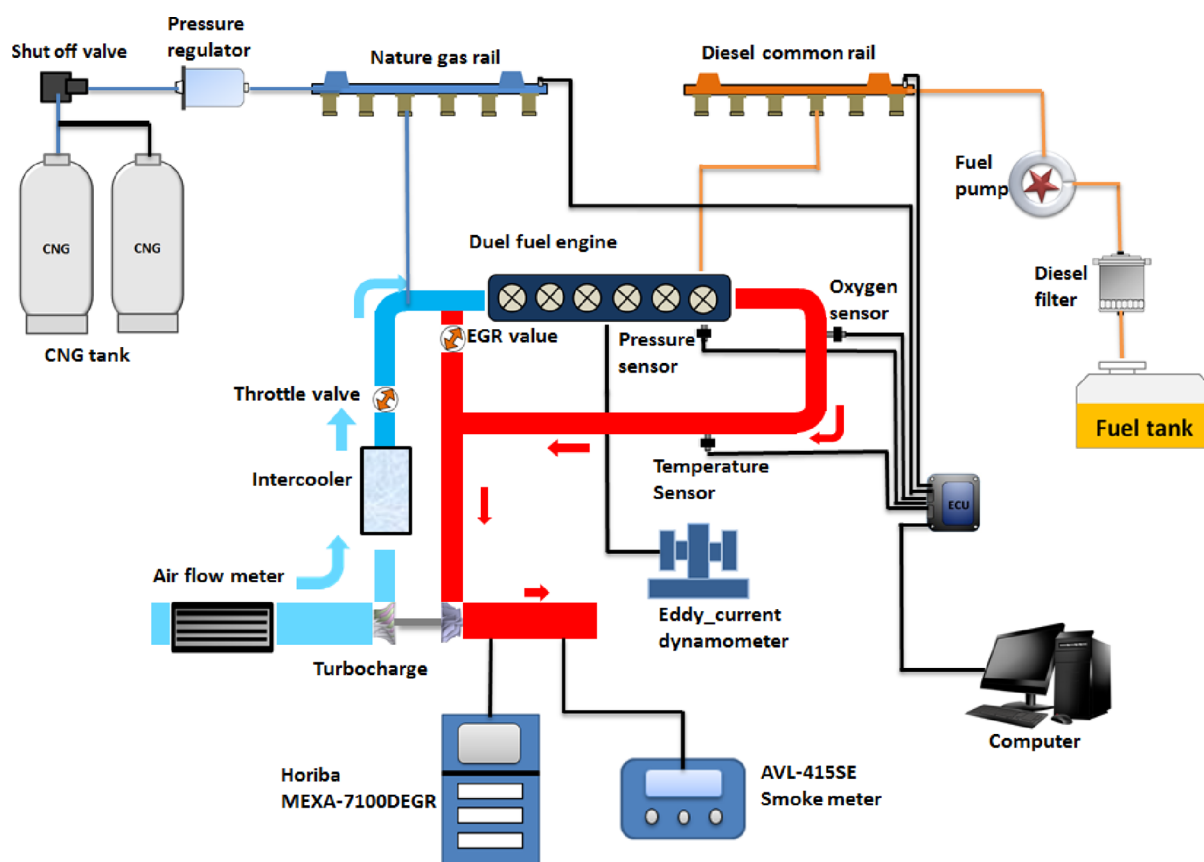 Pressure
regulator
Shut off valve
Nature gas rail
Diesel common rail
Fuel
pump
CNG
CNG
CNG tank
Duel fuel engine
Oxygen
sensor
Diesel
filter
EGR value
Pressure
sensor
Throttle valve
Fuel tank
Intercooler
Temperature
Sensor
ECU
Air flow meter
Eddy_current
dynamometer
Turbocharge
Computer
Horiba
MEXA-7100DEGR
AVL-415SE
Smoke meter